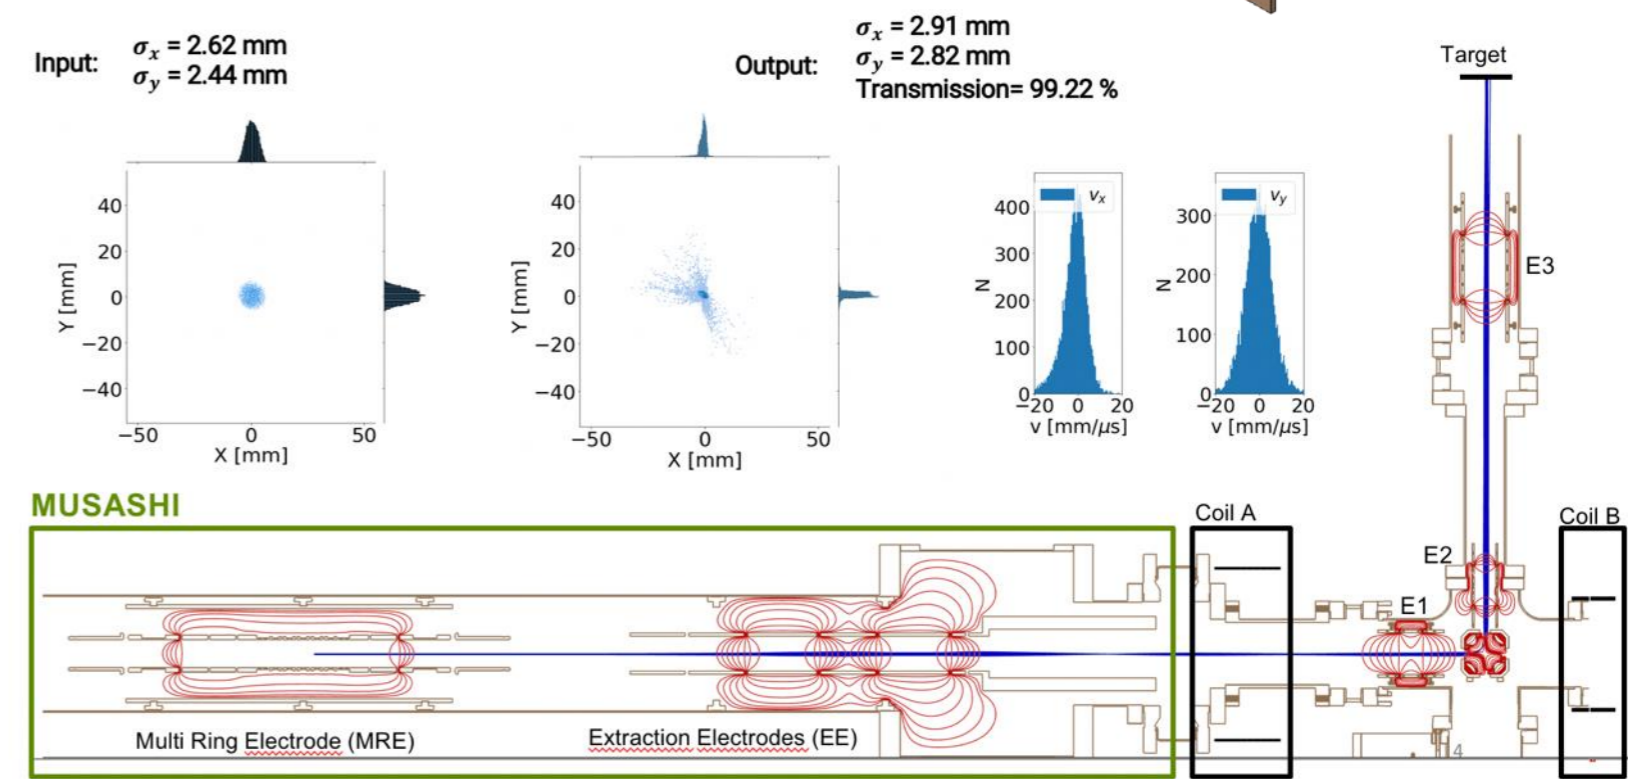 Input:
σx = 2.62 mm
σy = 2.44 mm
Output:
σx = 2.91 mm
σy = 2.82 mm
Transmission= 99.22 %
40
20
0
−20
−40
Y [mm]
−50
0
50
X [mm]
40
20
0
−20
−40
Y [mm]
−50
0
50
X [mm]
vx
400
300
200
100
0
N
−20
0
20
v [mm/μs]
vy
300
200
100
0
N
−20
0
20
v [mm/μs]
Target
E3
MUSASHI
Coil A
Coil B
E2
E1
Multi Ring Electrode (MRE)
Extraction Electrodes (EE)
4